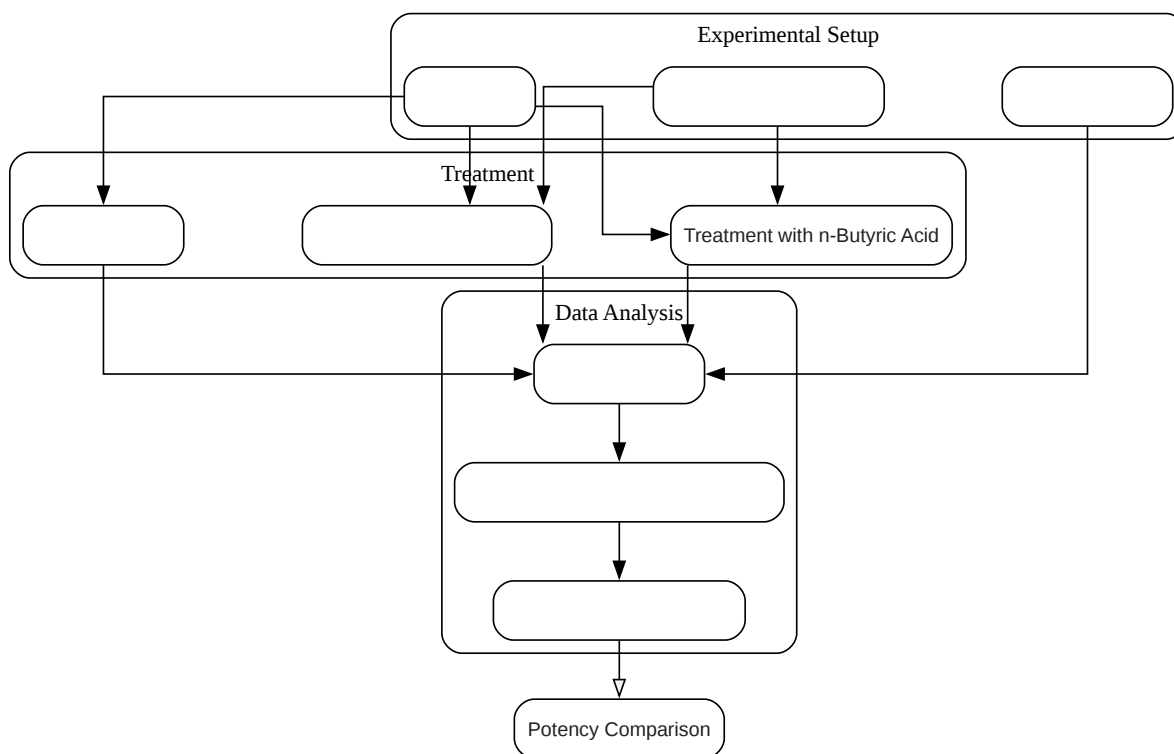 Experimental Setup
Treatment
Treatment with n-Butyric Acid
Data Analysis
Potency Comparison